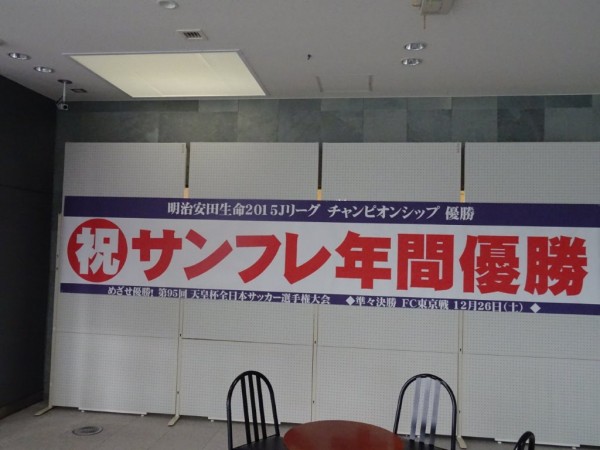 明治安田生命2015Jリーグ チャンピオンシップ 優勝
祝 サンフレ年間優勝
めざせ優勝! 第95回 天皇杯全日本サッカー選手権大会 ◆準々決勝 FC東京戦 12月26日(土) ◆